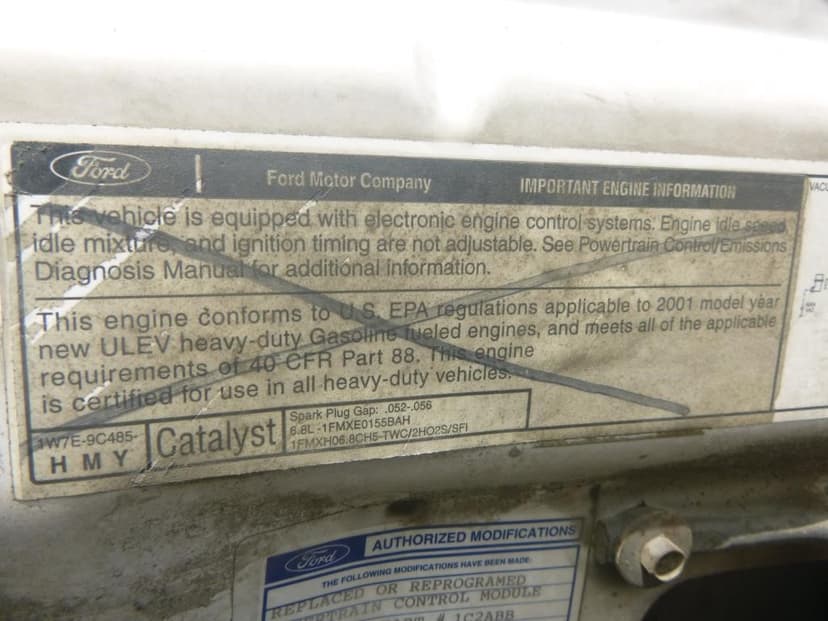 Ford
Ford Motor Company
IMPORTANT ENGINE INFORMATION
This vehicle is equipped with electronic engine control systems. Engine idle speed,
idle mixture, and ignition timing are not adjustable. See Powertrain Control/Emissions
Diagnosis Manual for additional information.
This engine conforms to U.S. EPA regulations applicable to 2001 model year
new ULEV heavy-duty Gasoline fueled engines, and meets all of the applicable
requirements of 40 CFR Part 88. This engine
is certified for use in all heavy-duty vehicles.
1W7E-9C485-
HMY
Catalyst
Spark Plug Gap: .052-.056
6.8L -1FMXE0155BAH
1FMXH06.8CH5-TWC/2HO2S/SFI
VACU
Ford
AUTHORIZED MODIFICATIONS
THE FOLLOWING MODIFICATIONS HAVE BEEN MADE:
REPLACED OR REPROGRAMED
ERTRAIN CONTROL MODULE
# 1C2ABB